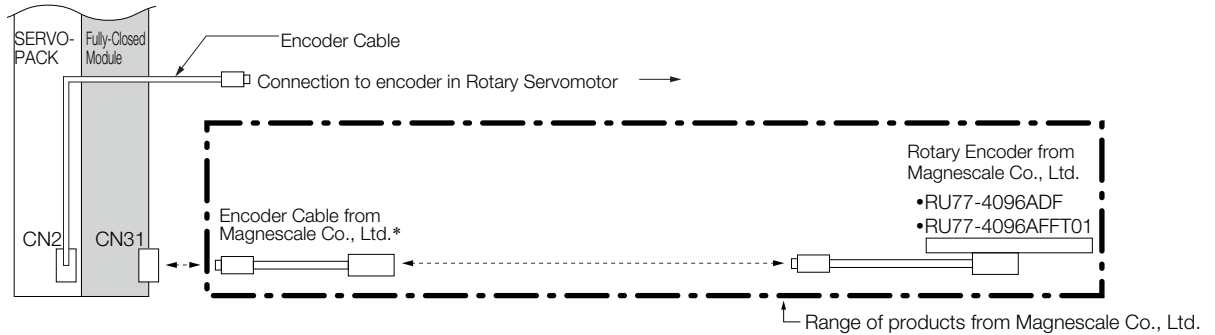 SERVO-
PACK
Fully-Closed
Module
Encoder Cable
Connection to encoder in Rotary Servomotor
Rotary Encoder from
Magnescale Co., Ltd.
•RU77-4096ADF
•RU77-4096AFFT01
Encoder Cable from
Magnescale Co., Ltd.*
CN2
CN31
Range of products from Magnescale Co., Ltd.